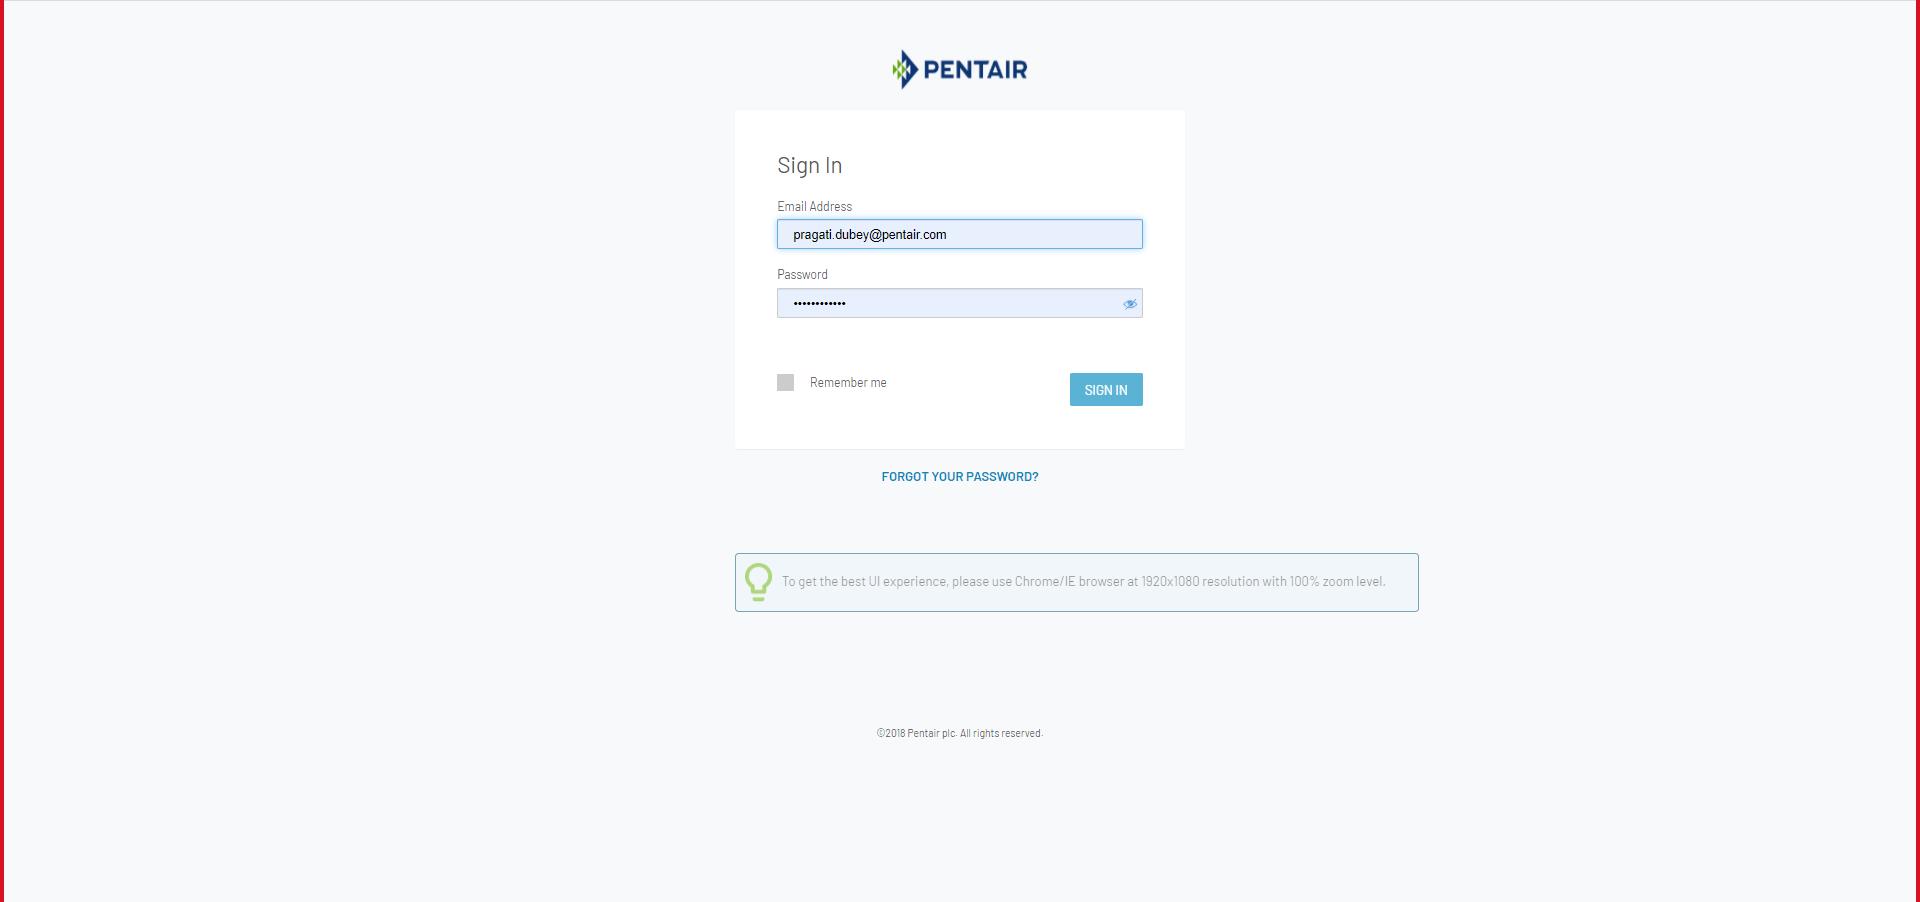 PENTAIR
Sign In
Email Address
pragati.dubey@pentair.com
Password
••••••••••••
Remember me
SIGN IN
FORGOT YOUR PASSWORD?
To get the best UI experience, please use Chrome/IE browser at 1920x1080 resolution with 100% zoom level.
©2018 Pentair plc. All rights reserved.